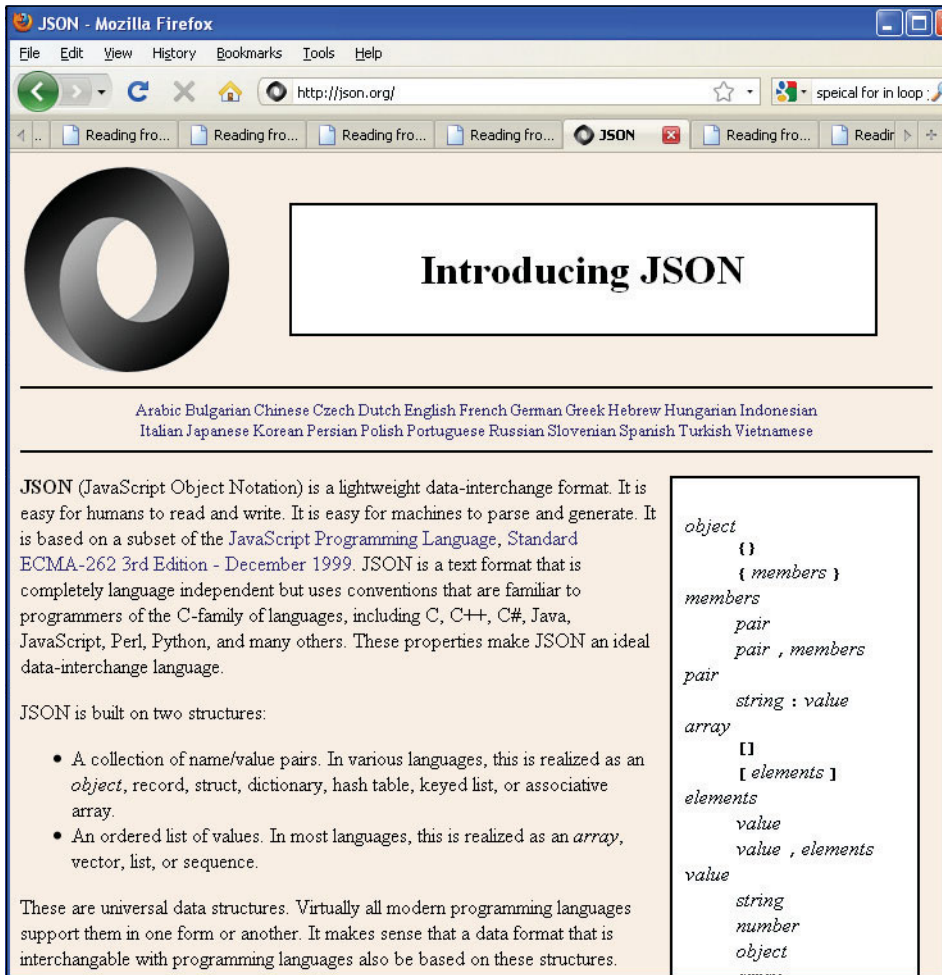 JSON - Mozilla Firefox
File Edit View History Bookmarks Tools Help
http://json.org/
speical for in loop :
.. Reading fro... Reading fro... Reading fro... Reading fro... JSON Reading fro... Readir
Introducing JSON
Arabic Bulgarian Chinese Czech Dutch English French German Greek Hebrew Hungarian Indonesian
Italian Japanese Korean Persian Polish Portuguese Russian Slovenian Spanish Turkish Vietnamese
JSON (JavaScript Object Notation) is a lightweight data-interchange format. It is
easy for humans to read and write. It is easy for machines to parse and generate. It
is based on a subset of the JavaScript Programming Language, Standard
ECMA-262 3rd Edition - December 1999. JSON is a text format that is
completely language independent but uses conventions that are familiar to
programmers of the C-family of languages, including C, C++, C#, Java,
JavaScript, Perl, Python, and many others. These properties make JSON an ideal
data-interchange language.
JSON is built on two structures:
• A collection of name/value pairs. In various languages, this is realized as an
object, record, struct, dictionary, hash table, keyed list, or associative
array.
• An ordered list of values. In most languages, this is realized as an array,
vector, list, or sequence.
These are universal data structures. Virtually all modern programming languages
support them in one form or another. It makes sense that a data format that is
interchangable with programming languages also be based on these structures.
object
{}
{ members }
members
pair
pair , members
pair
string : value
array
[]
[ elements ]
elements
value
value , elements
value
string
number
object